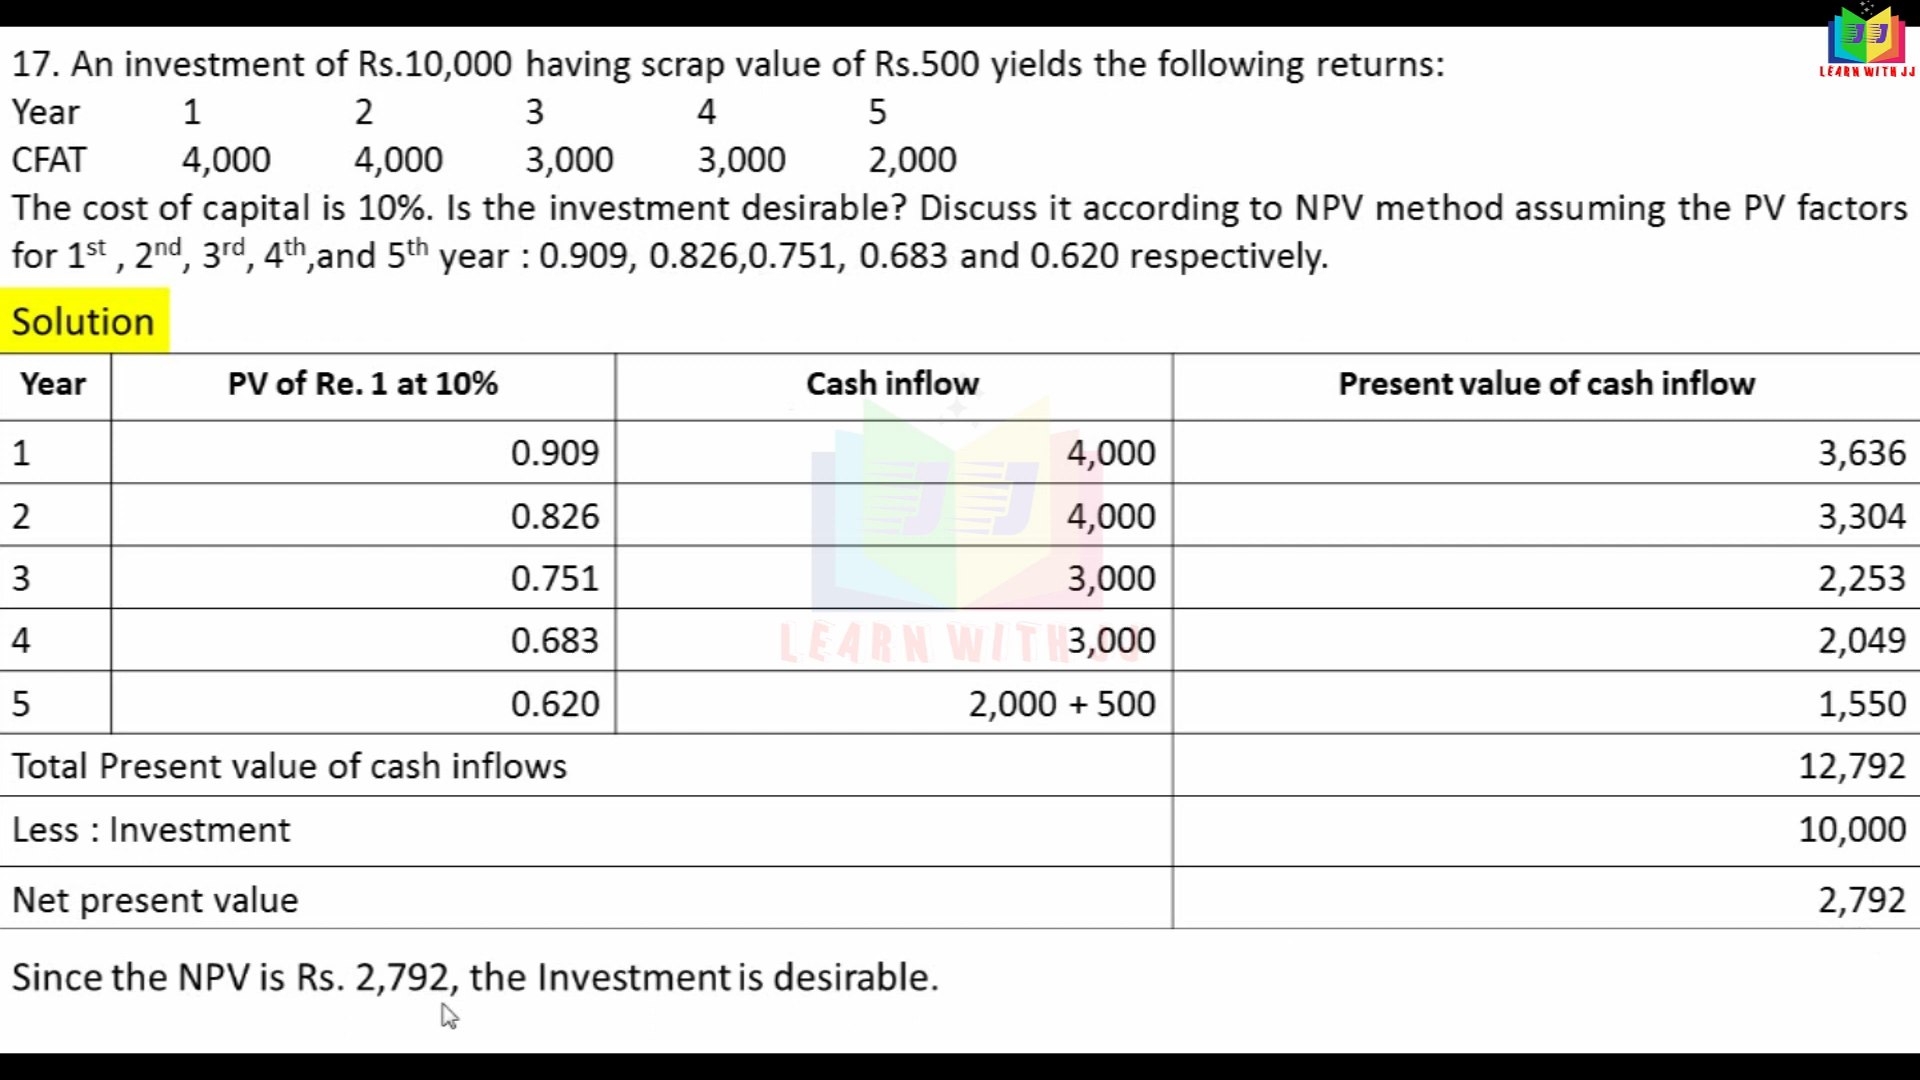 LEARN WITH JJ
17. An investment of Rs.10,000 having scrap value of Rs.500 yields the following returns:
Year 1 2 3 4 5
CFAT 4,000 4,000 3,000 3,000 2,000
The cost of capital is 10%. Is the investment desirable? Discuss it according to NPV method assuming the PV factors
for 1st , 2nd, 3rd, 4th,and 5th year : 0.909, 0.826,0.751, 0.683 and 0.620 respectively.
Solution
Year PV of Re. 1 at 10% Cash inflow Present value of cash inflow
1 0.909 4,000 3,636
2 0.826 4,000 3,304
3 0.751 3,000 2,253
4 0.683 3,000 2,049
5 0.620 2,000 + 500 1,550
JJ
LEARN WITH JJ
Total Present value of cash inflows 12,792
Less : Investment 10,000
Net present value 2,792
Since the NPV is Rs. 2,792, the Investment is desirable.